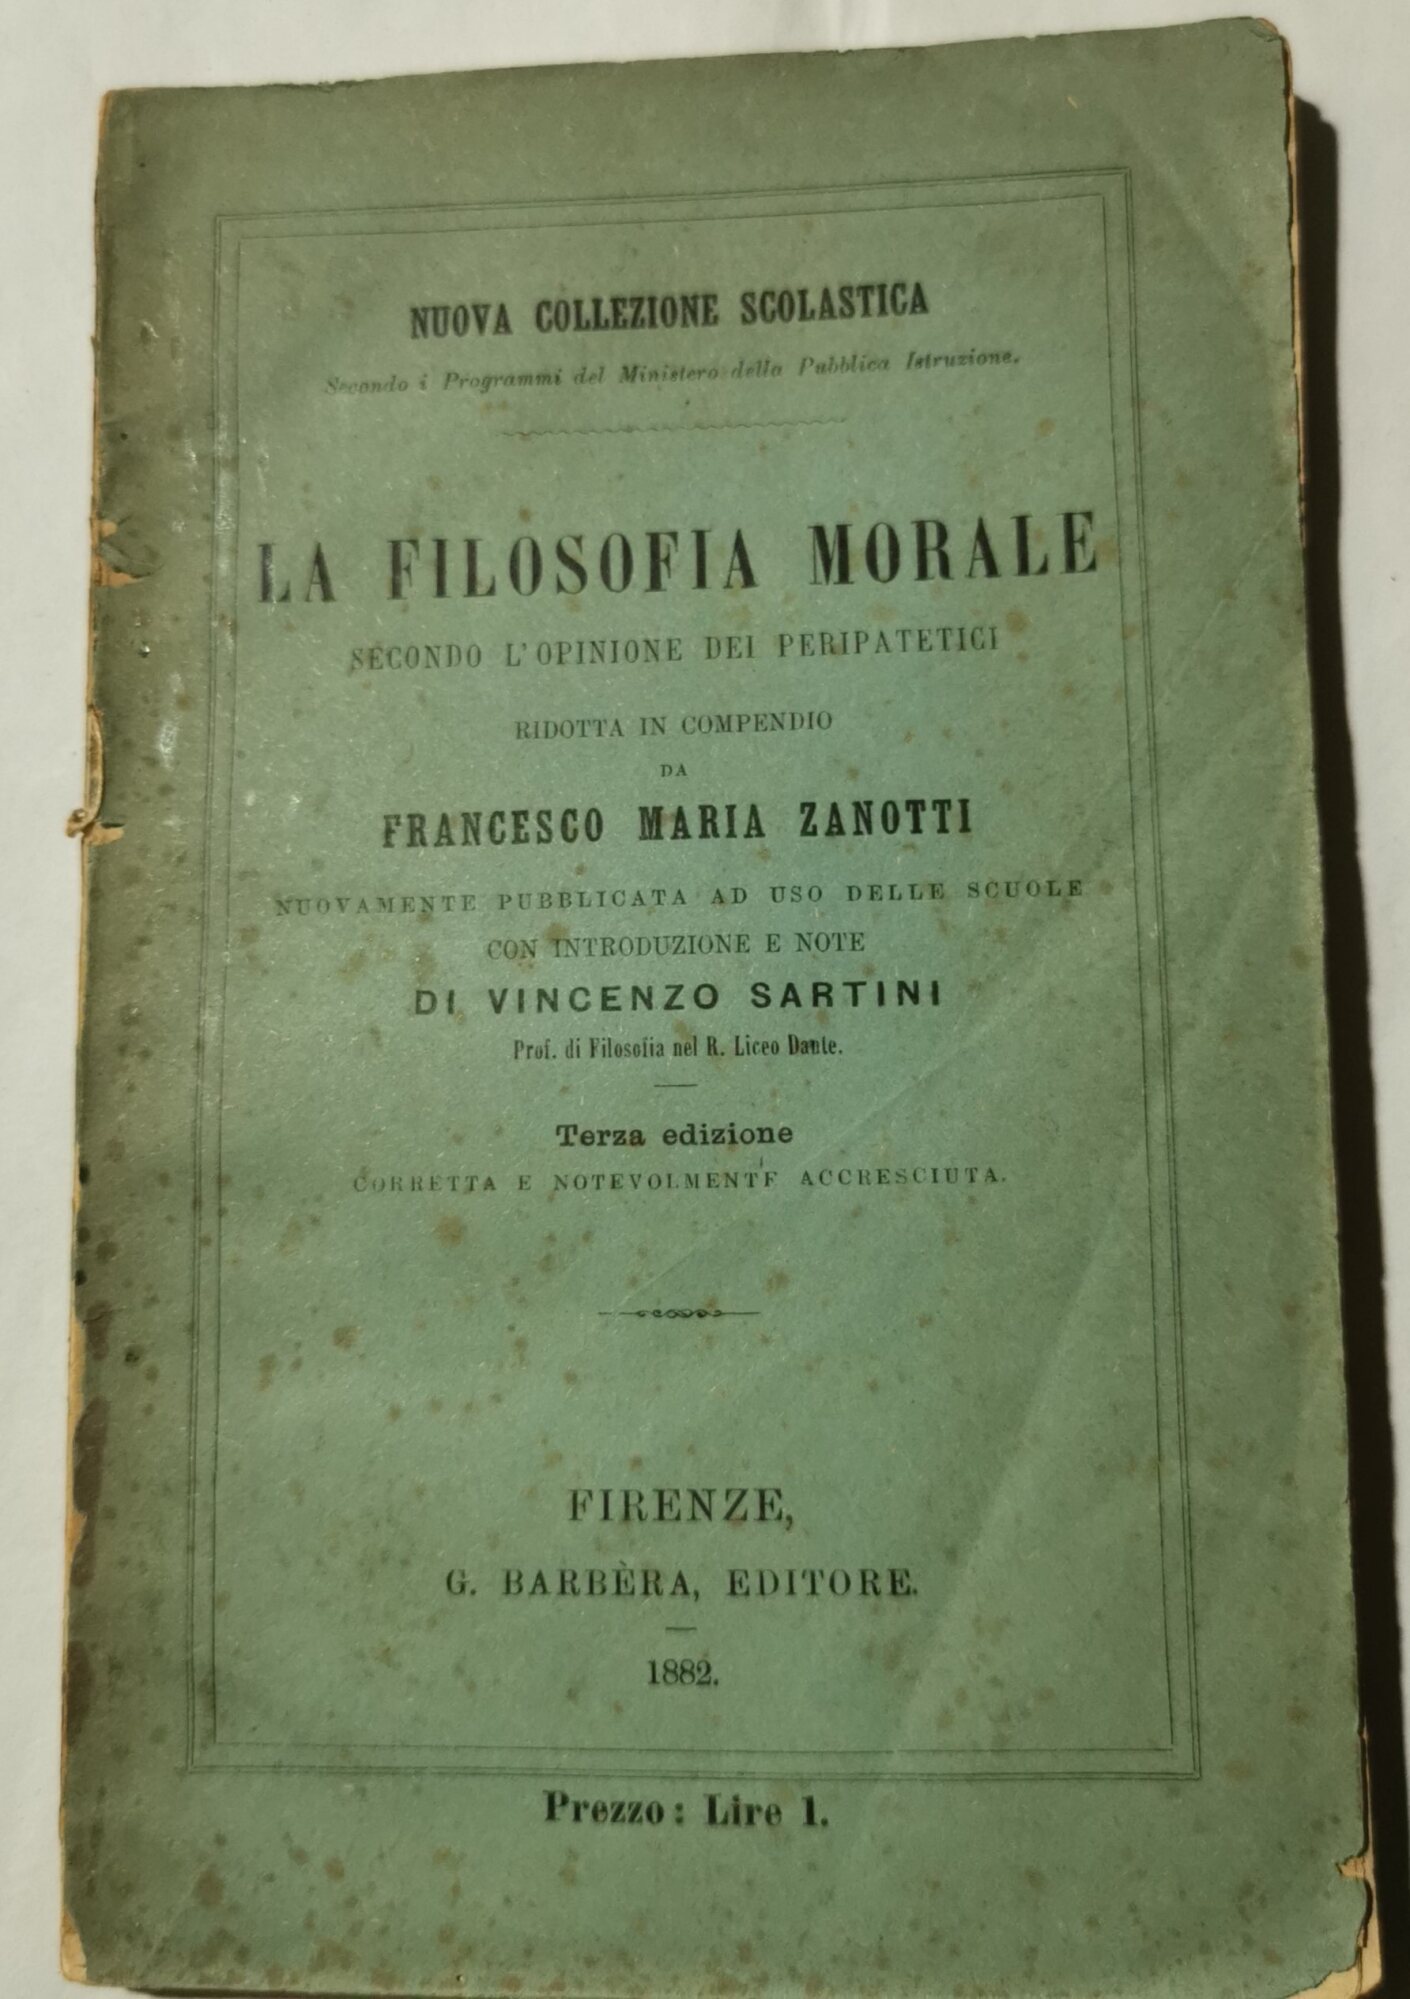 NUOVA COLLEZIONE SCOLASTICA
Secondo i Programmi del Ministero della Pubblica Istruzione.
LA FILOSOFIA MORALE
SECONDO L'OPINIONE DEI PERIPATETICI
RIDOTTA IN COMPENDIO
DA
FRANCESCO MARIA ZANOTTI
NUOVAMENTE PUBBLICATA AD USO DELLE SCUOLE
CON INTRODUZIONE E NOTE
DI VINCENZO SARTINI
Prof. di Filosofia nel R. Liceo Dante.
Terza edizione
CORRETTA E NOTEVOLMENTE ACCRESCIUTA.
FIRENZE,
G. BARBÈRA, EDITORE.
1882.
Prezzo: Lire 1.